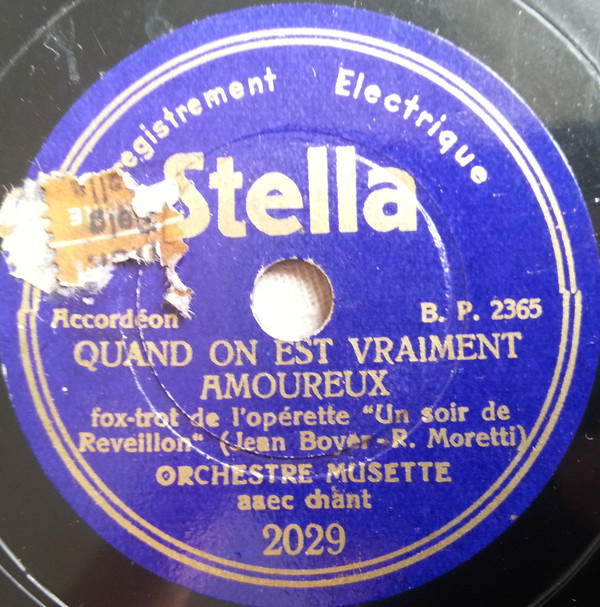 Enregistrement Electrique
Stella
Accordéon
B. P. 2365
QUAND ON EST VRAIMENT
AMOUREUX
fox-trot de l'opérette "Un soir de
Reveillon" (Jean Boyer-R. Moretti)
ORCHESTRE MUSETTE
aaec chant
2029